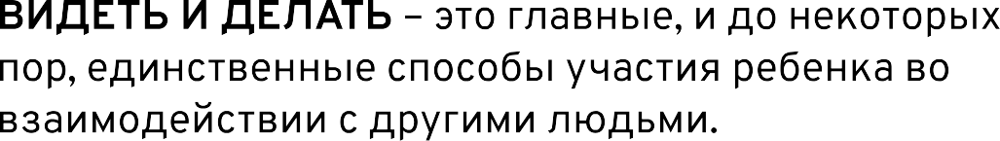 ВИДЕТЬ И ДЕЛАТЬ – это главные, и до некоторых
пор, единственные способы участия ребенка во
взаимодействии с другими людьми.